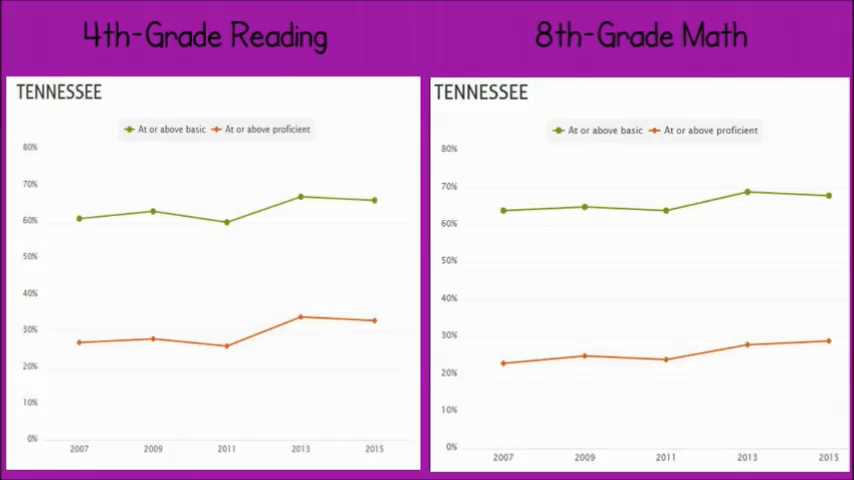 4th-Grade Reading
8th-Grade Math
TENNESSEE
At or above basic At or above proficient
80%
70%
60%
50%
40%
30%
20%
10%
0%
2007 2009 2011 2013 2015
TENNESSEE
At or above basic At or above proficient
80%
70%
60%
50%
40%
30%
20%
10%
0%
2007 2009 2011 2013 2015